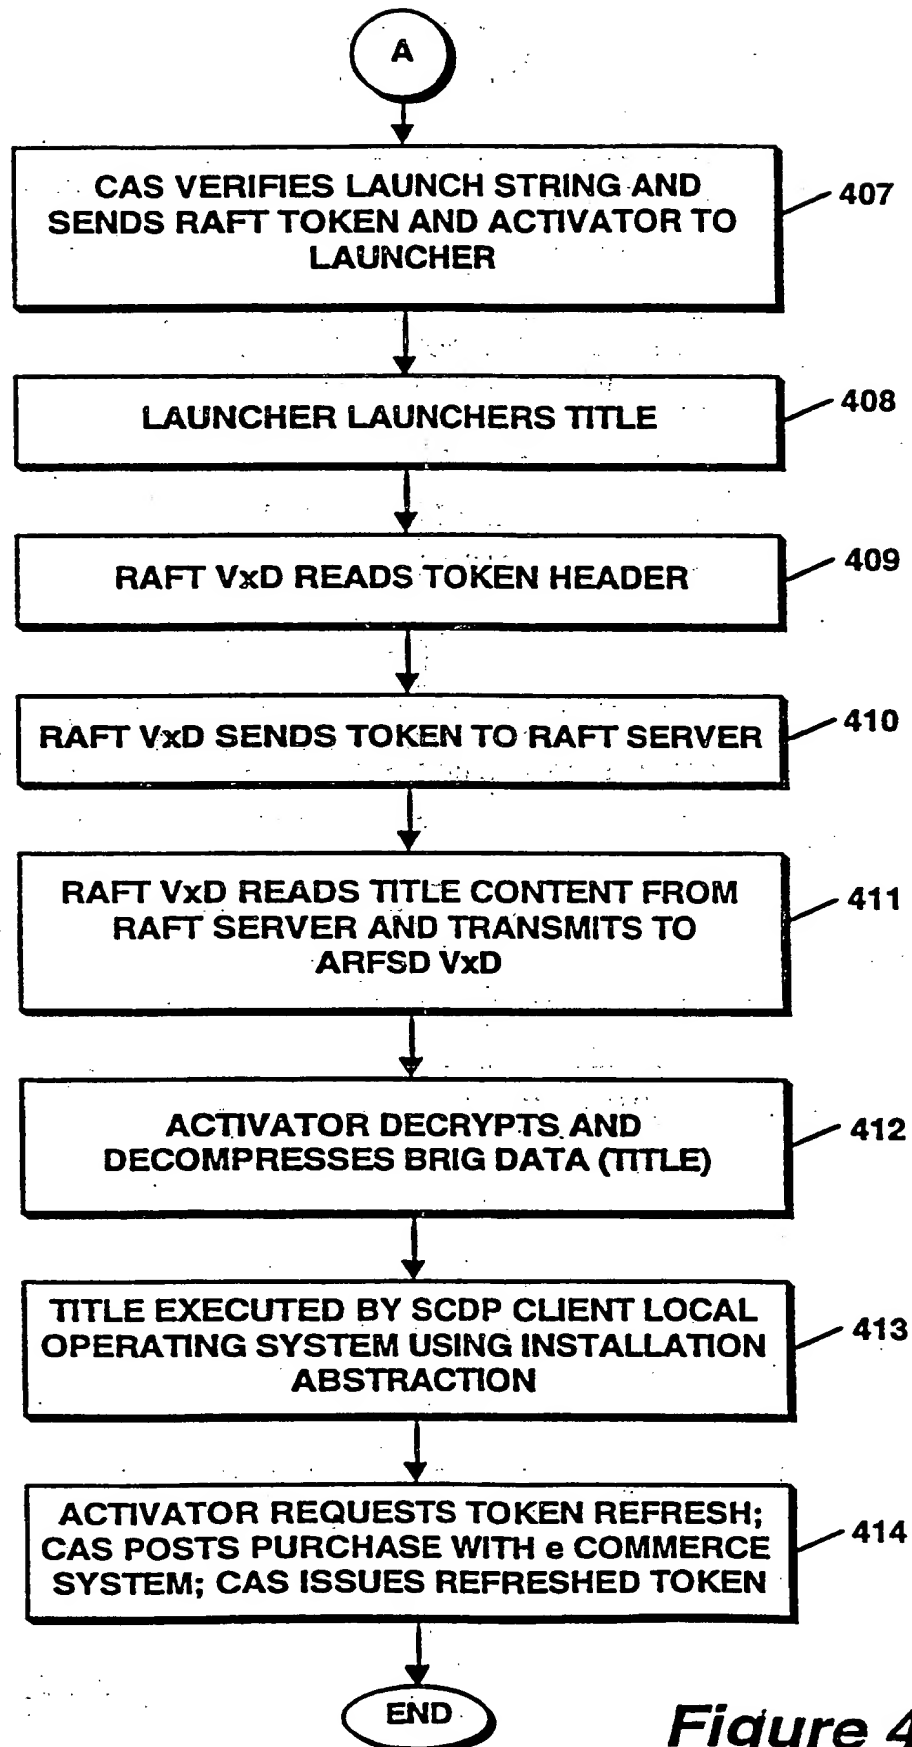 A
CAS VERIFIES LAUNCH STRING AND
SENDS RAFT TOKEN AND ACTIVATOR TO
LAUNCHER
407
LAUNCHER LAUNCHERS TITLE
408
RAFT VxD READS TOKEN HEADER
409
RAFT VxD SENDS TOKEN TO RAFT SERVER
410
RAFT VxD READS TITLE CONTENT FROM
RAFT SERVER AND TRANSMITS TO
ARFSD VxD
411
ACTIVATOR DECRYPTS AND
DECOMPRESSES BRIG DATA (TITLE)
412
TITLE EXECUTED BY SCDP CLIENT LOCAL
OPERATING SYSTEM USING INSTALLATION
ABSTRACTION
413
ACTIVATOR REQUESTS TOKEN REFRESH;
CAS POSTS PURCHASE WITH e COMMERCE
SYSTEM; CAS ISSUES REFRESHED TOKEN
414
END
Figure 4